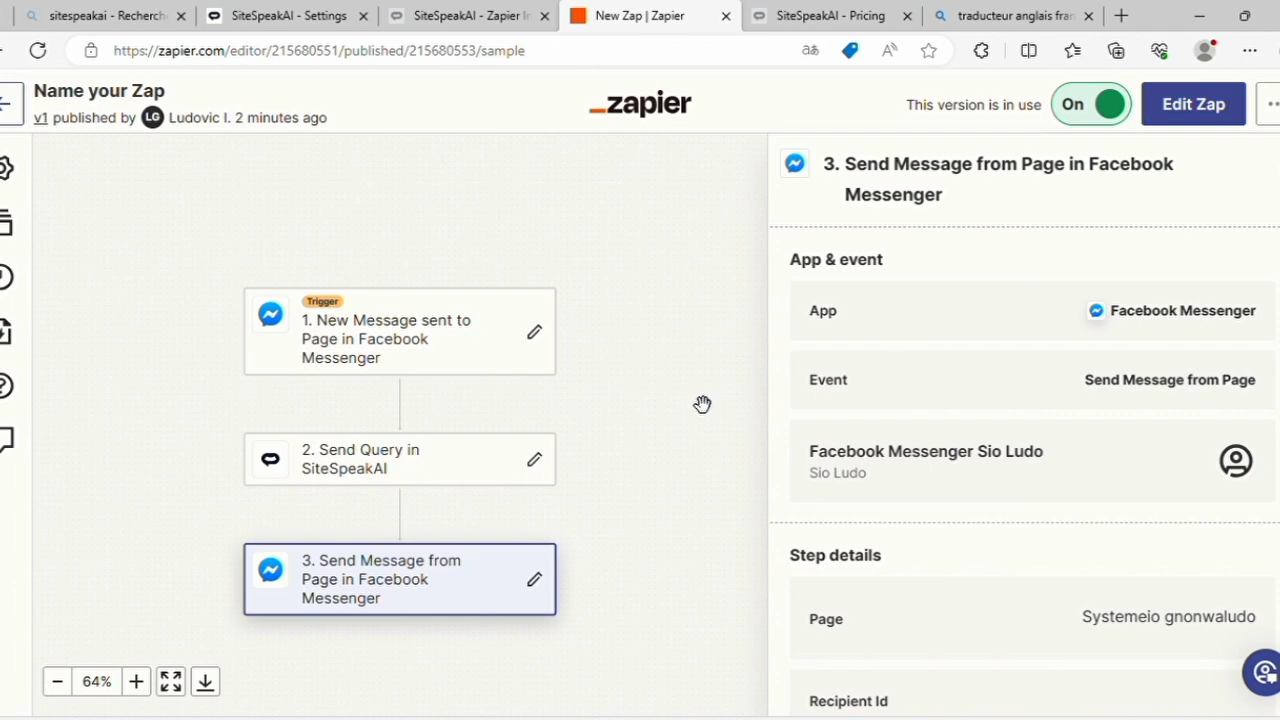 sitespeakai - Recherch
SiteSpeakAI - Settings
SiteSpeakAI - Zapier I
New Zap | Zapier
SiteSpeakAI - Pricing
traducteur anglais fran
https://zapier.com/editor/215680551/published/215680553/sample
Name your Zap
v1 published by LG Ludovic I. 2 minutes ago
_zapier
This version is in use
On
Edit Zap
Trigger
1. New Message sent to
Page in Facebook
Messenger
2. Send Query in
SiteSpeakAI
3. Send Message from
Page in Facebook
Messenger
64%
3. Send Message from Page in Facebook
Messenger
App & event
App
Facebook Messenger
Event
Send Message from Page
Facebook Messenger Sio Ludo
Sio Ludo
Step details
Page
Systemeio gnonwaludo
Recipient Id